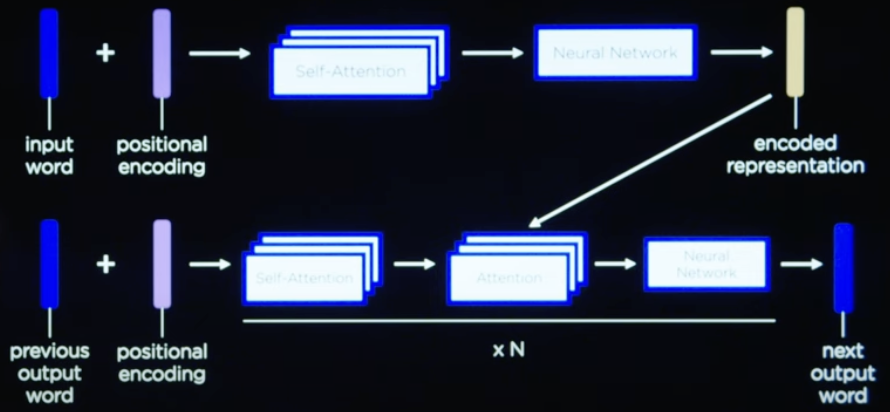 +
Self-Attention
Neural Network
input
word
positional
encoding
encoded
representation
+
Self-Attention
Attention
Neural
Network
previous
output
word
positional
encoding
x N
next
output
word